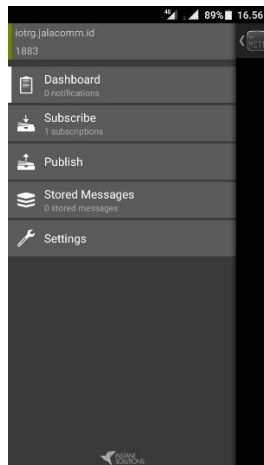 4G 89% 16.56
iotrg.jalacomm.id
1883
Dashboard
0 notifications
Subscribe
1 subscriptions
Publish
Stored Messages
0 stored messages
Settings
INSTANT
SOLUTIONS